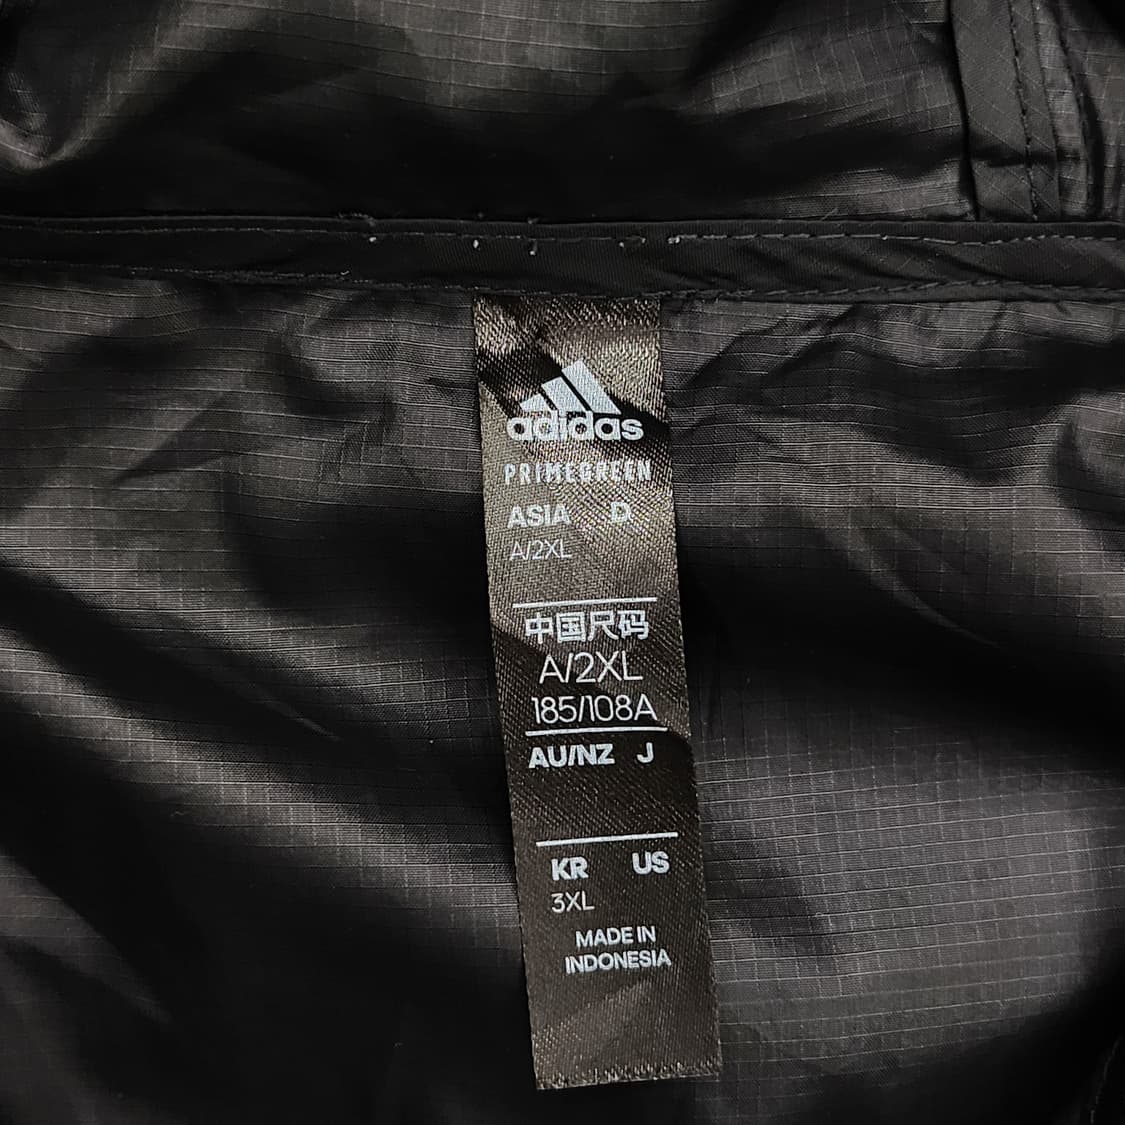 adidas
PRIMEGREEN
ASIA D
A/2XL
中国尺码
A/2XL
185/108A
AU/NZ J
KR US
3XL
MADE IN
INDONESIA